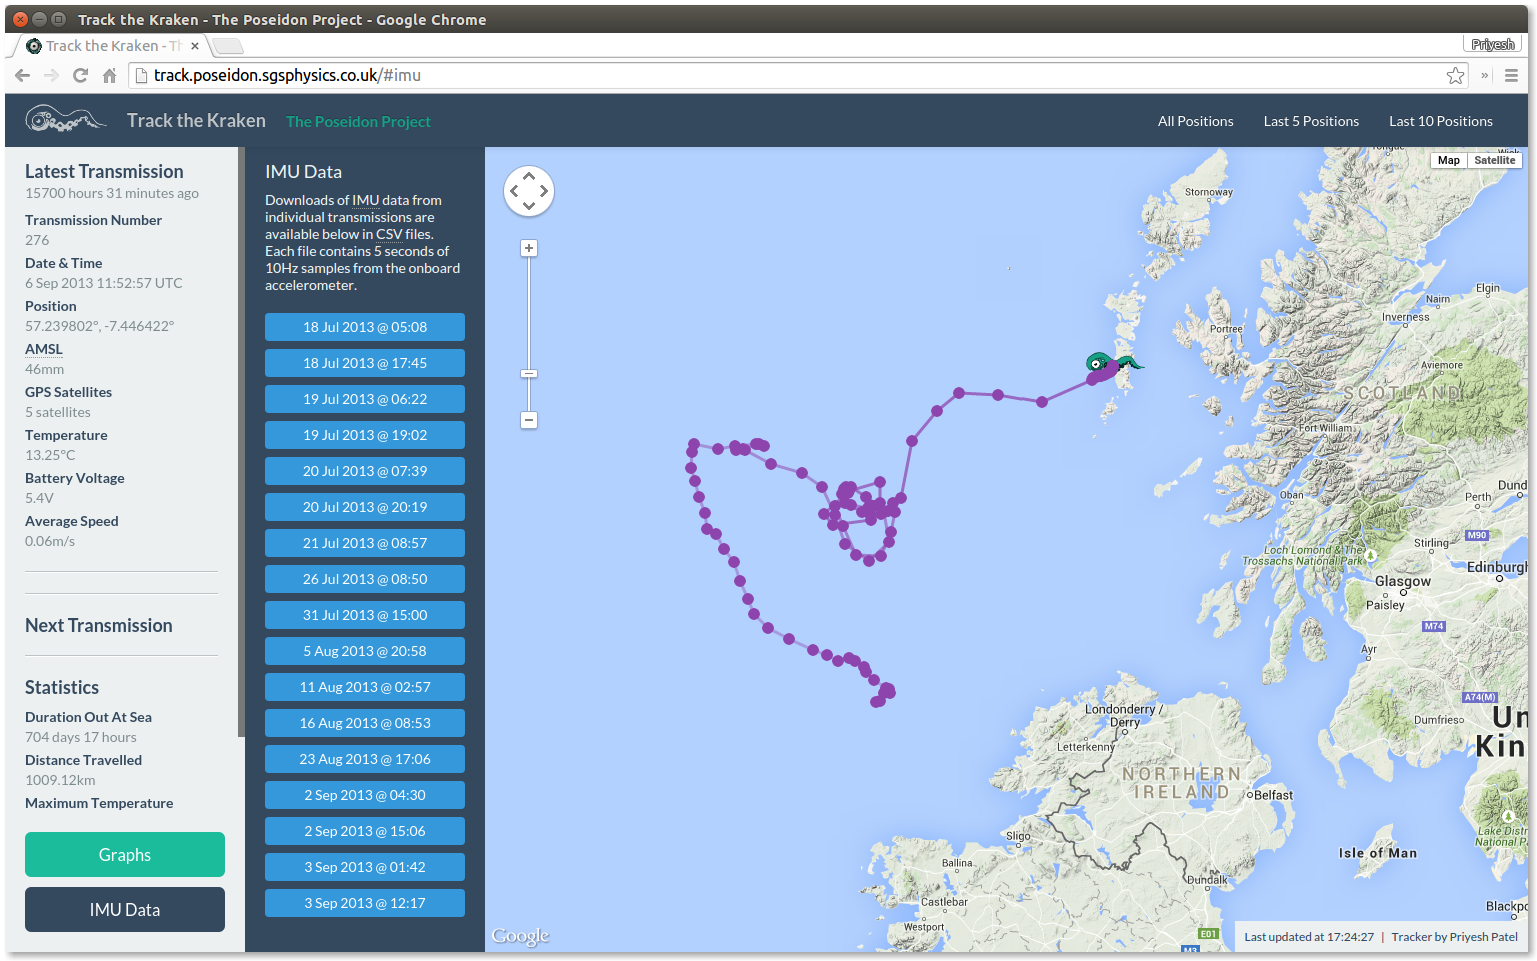 Track the Kraken - The Poseidon Project - Google Chrome
Track the Kraken - Th
Priyesh
track.poseidon.sgsphysics.co.uk/#imu
Track the Kraken
The Poseidon Project
All Positions
Last 5 Positions
Last 10 Positions
Latest Transmission
15700 hours 31 minutes ago
Transmission Number
276
Date & Time
6 Sep 2013 11:52:57 UTC
Position
57.239802°, -7.446422°
AMSL
46mm
GPS Satellites
5 satellites
Temperature
13.25°C
Battery Voltage
5.4V
Average Speed
0.06m/s
Next Transmission
Statistics
Duration Out At Sea
704 days 17 hours
Distance Travelled
1009.12km
Maximum Temperature
Graphs
IMU Data
IMU Data
Downloads of IMU data from
individual transmissions are
available below in CSV files.
Each file contains 5 seconds of
10Hz samples from the onboard
accelerometer.
18 Jul 2013 @ 05:08
18 Jul 2013 @ 17:45
19 Jul 2013 @ 06:22
19 Jul 2013 @ 19:02
20 Jul 2013 @ 07:39
20 Jul 2013 @ 20:19
21 Jul 2013 @ 08:57
26 Jul 2013 @ 08:50
31 Jul 2013 @ 15:00
5 Aug 2013 @ 20:58
11 Aug 2013 @ 02:57
16 Aug 2013 @ 08:53
23 Aug 2013 @ 17:06
2 Sep 2013 @ 04:30
2 Sep 2013 @ 15:06
3 Sep 2013 @ 01:42
3 Sep 2013 @ 12:17
Map
Satellite
Stornoway
Elgin
Nairn
Inverness
Portree
Aviemore
SCOTLAND
Fort William
Oban
Dund
Perth
M90
Stirling
Loch Lomond & The
Trossachs National Park
Edinburgh
Glasgow
Paisley
M74
Ayr
A74(M)
Dumfries
Un
Kin
Londonderry /
Derry
Letterkenny
NORTHERN
IRELAND
Belfast
Sligo
Lake Distr
National P
Isle of Man
Ballina
Dundalk
Castlebar
Blackpo
Westport
E01
M3
Google
Last updated at 17:24:27 | Tracker by Priyesh Patel